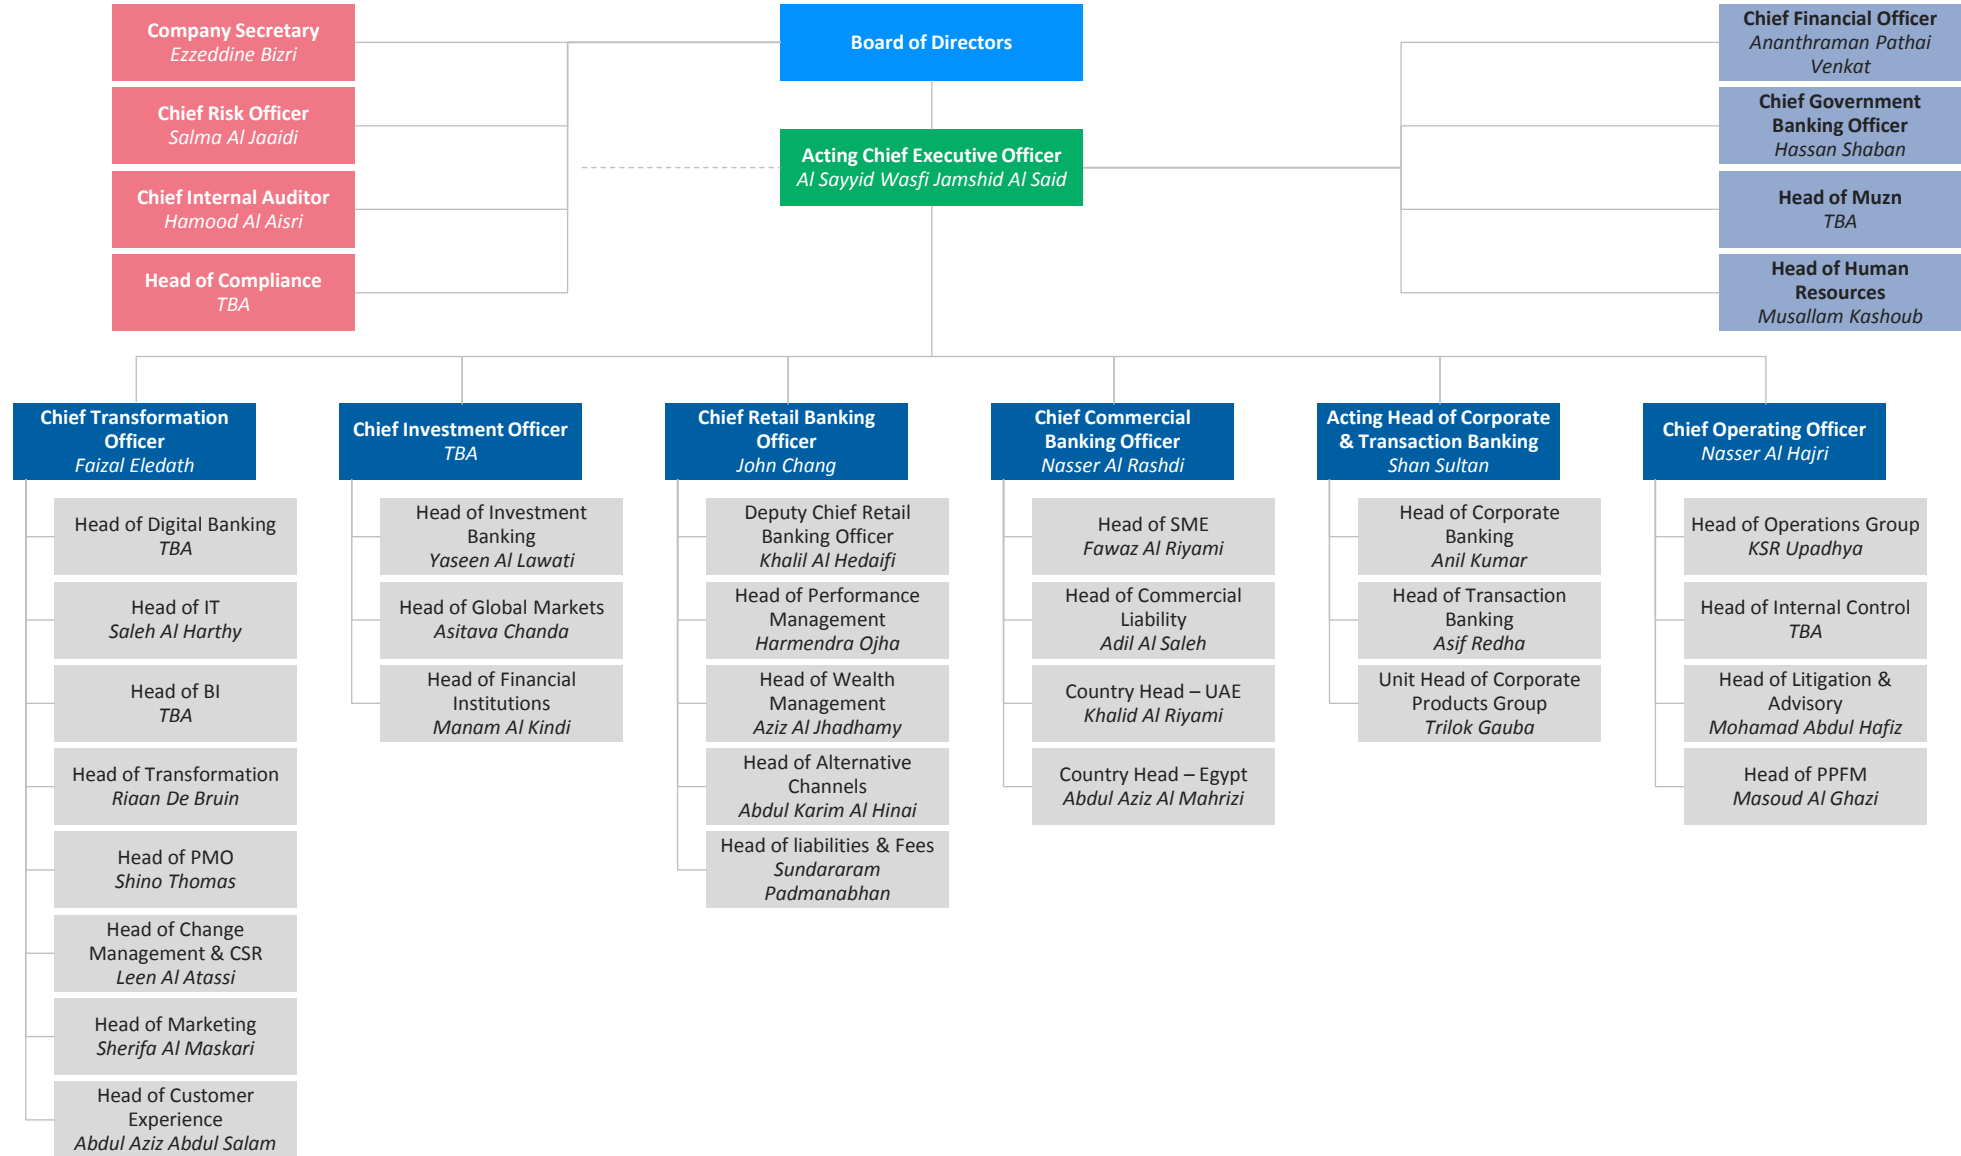 Company Secretary
Ezzeddine Bizri
Board of Directors
Chief Financial Officer
Ananthraman Pathai
Venkat
Chief Risk Officer
Salma Al Jaaidi
Acting Chief Executive Officer
Al Sayyid Wasfi Jamshid Al Said
Chief Government
Banking Officer
Hassan Shaban
Chief Internal Auditor
Hamood Al Aisri
Head of Muzn
TBA
Head of Compliance
TBA
Head of Human
Resources
Musallam Kashoub
Chief Transformation
Officer
Faizal Eledath
Head of Digital Banking
TBA
Head of IT
Saleh Al Harthy
Head of BI
TBA
Head of Transformation
Riaan De Bruin
Head of PMO
Shino Thomas
Head of Change
Management & CSR
Leen Al Atassi
Head of Marketing
Sherifa Al Maskari
Head of Customer
Experience
Abdul Aziz Abdul Salam
Chief Investment Officer
TBA
Head of Investment
Banking
Yaseen Al Lawati
Head of Global Markets
Asitava Chanda
Head of Financial
Institutions
Manam Al Kindi
Chief Retail Banking
Officer
John Chang
Deputy Chief Retail
Banking Officer
Khalil Al Hedaifi
Head of Performance
Management
Harmendra Ojha
Head of Wealth
Management
Aziz Al Jhadhamy
Head of Alternative
Channels
Abdul Karim Al Hinai
Head of liabilities & Fees
Sundararam
Padmanabhan
Chief Commercial
Banking Officer
Nasser Al Rashdi
Head of SME
Fawaz Al Riyami
Head of Commercial
Liability
Adil Al Saleh
Country Head – UAE
Khalid Al Riyami
Country Head – Egypt
Abdul Aziz Al Mahrizi
Acting Head of Corporate
& Transaction Banking
Shan Sultan
Head of Corporate
Banking
Anil Kumar
Head of Transaction
Banking
Asif Redha
Unit Head of Corporate
Products Group
Trilok Gauba
Chief Operating Officer
Nasser Al Hajri
Head of Operations Group
KSR Upadhya
Head of Internal Control
TBA
Head of Litigation &
Advisory
Mohamad Abdul Hafiz
Head of PPFM
Masoud Al Ghazi